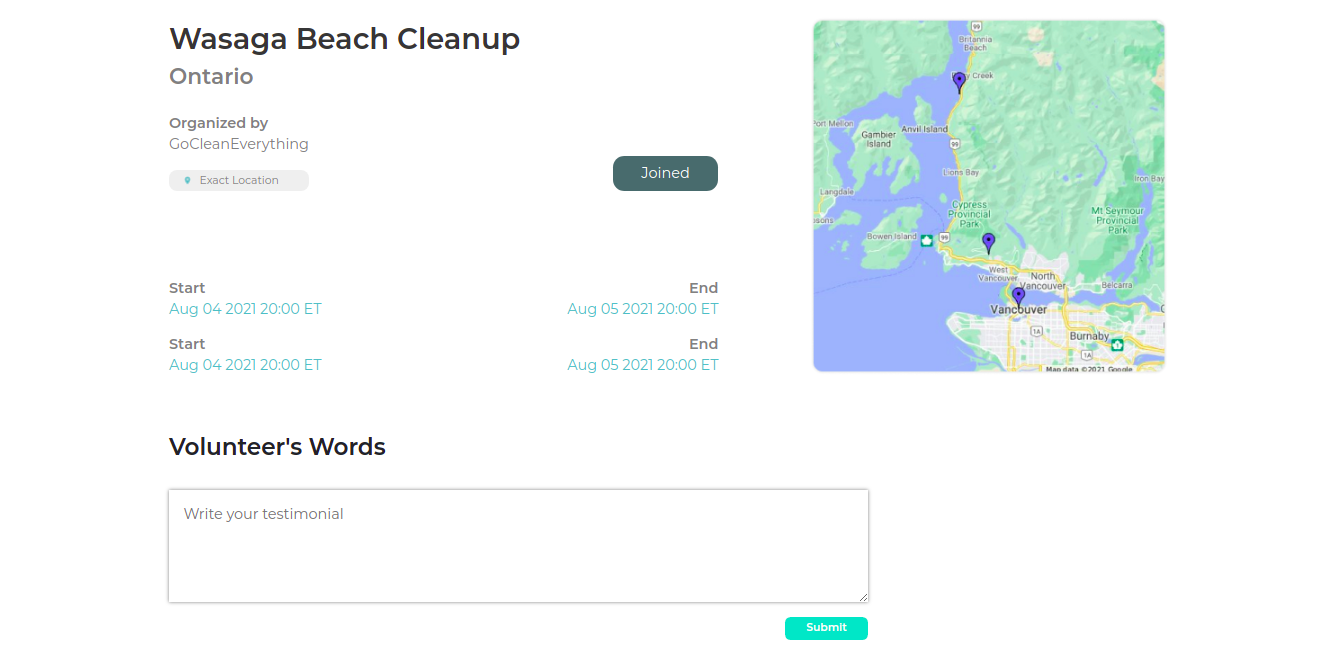 Wasaga Beach Cleanup
Ontario
Organized by
GoCleanEverything
Exact Location
Joined
Start
End
Aug 04 2021 20:00 ET
Aug 05 2021 20:00 ET
Start
End
Aug 04 2021 20:00 ET
Aug 05 2021 20:00 ET
99
Britannia
Beach
Creek
Port Mellon
Gambier
Island
Anvil Island
99
Lions Bay
Iron Bay
Langdale
Cypress
Provincial
Park
Mt Seymour
Provincial
Park
Bowen Island
99
West
Vancouver
North
Vancouver
Belcarra
Vancouver
1A
Burnaby
1
1A
Map data ©2021 Google
Volunteer's Words
Write your testimonial
Submit